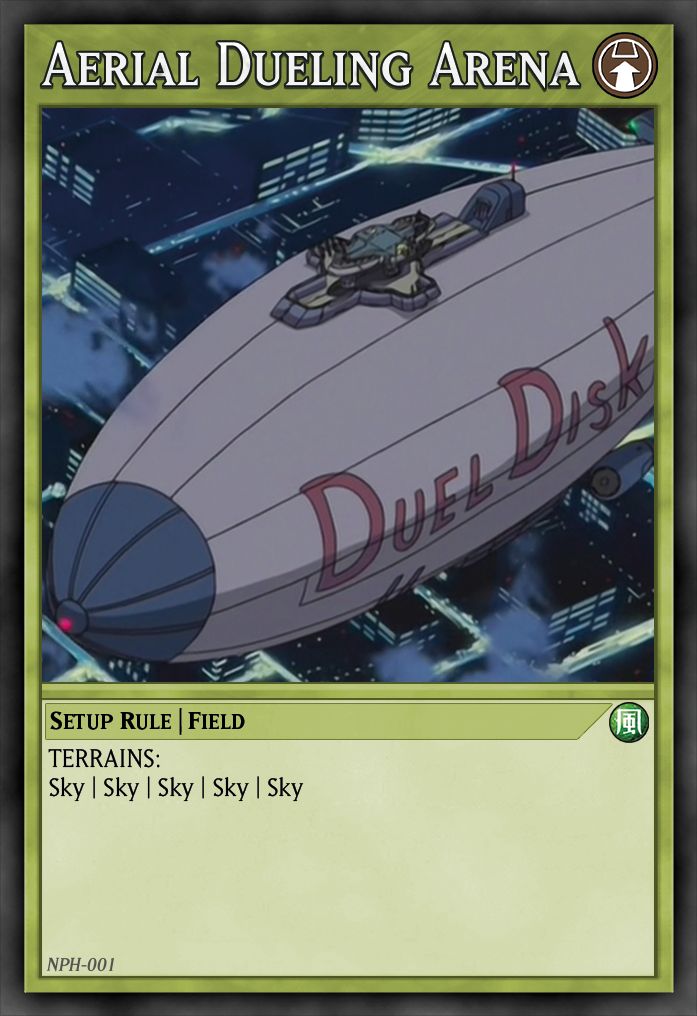 Aerial Dueling Arena
Duel Disk
Setup Rule | Field
風
TERRAINS:
Sky | Sky | Sky | Sky | Sky
NPH-001